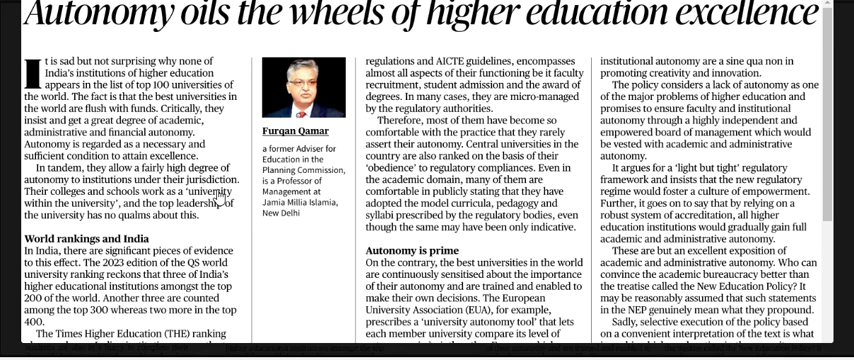 Autonomy oils the wheels of higher education excellence
It is sad but not surprising why none of
India's institutions of higher education
appears in the list of top 100 universities of
the world. The fact is that the best universities in
the world are flush with funds. Critically, they
insist and get a great degree of academic,
administrative and financial autonomy.
Autonomy is regarded as a necessary and
sufficient condition to attain excellence.
In tandem, they allow a fairly high degree of
autonomy to institutions under their jurisdiction.
Their colleges and schools work as a 'university
within the university', and the top leadership of
the university has no qualms about this.
World rankings and India
In India, there are significant pieces of evidence
to this effect. The 2023 edition of the QS world
university ranking reckons that three of India's
higher educational institutions amongst the top
200 of the world. Another three are counted
among the top 300 whereas two more in the top
400.
The Times Higher Education (THE) ranking
Furqan Qamar
a former Adviser for
Education in the
Planning Commission,
is a Professor of
Management at
Jamia Millia Islamia,
New Delhi
regulations and AICTE guidelines, encompasses
almost all aspects of their functioning be it faculty
recruitment, student admission and the award of
degrees. In many cases, they are micro-managed
by the regulatory authorities.
Therefore, most of them have become so
comfortable with the practice that they rarely
assert their autonomy. Central universities in the
country are also ranked on the basis of their
'obedience' to regulatory compliances. Even in
the academic domain, many of them are
comfortable in publicly stating that they have
adopted the model curricula, pedagogy and
syllabi prescribed by the regulatory bodies, even
though the same may have been only indicative.
Autonomy is prime
On the contrary, the best universities in the world
are continuously sensitised about the importance
of their autonomy and are trained and enabled to
make their own decisions. The European
University Association (EUA), for example,
prescribes a 'university autonomy tool' that lets
each member university compare its level of
institutional autonomy are a sine qua non in
promoting creativity and innovation.
The policy considers a lack of autonomy as one
of the major problems of higher education and
promises to ensure faculty and institutional
autonomy through a highly independent and
empowered board of management which would
be vested with academic and administrative
autonomy.
It argues for a 'light but tight' regulatory
framework and insists that the new regulatory
regime would foster a culture of empowerment.
Further, it goes on to say that by relying on a
robust system of accreditation, all higher
education institutions would gradually gain full
academic and administrative autonomy.
These are but an excellent exposition of
academic and administrative autonomy. Who can
convince the academic bureaucracy better than
the treatise called the New Education Policy? It
may be reasonably assumed that such statements
in the NEP genuinely mean what they propound.
Sadly, selective execution of the policy based
on a convenient interpretation of the text is what